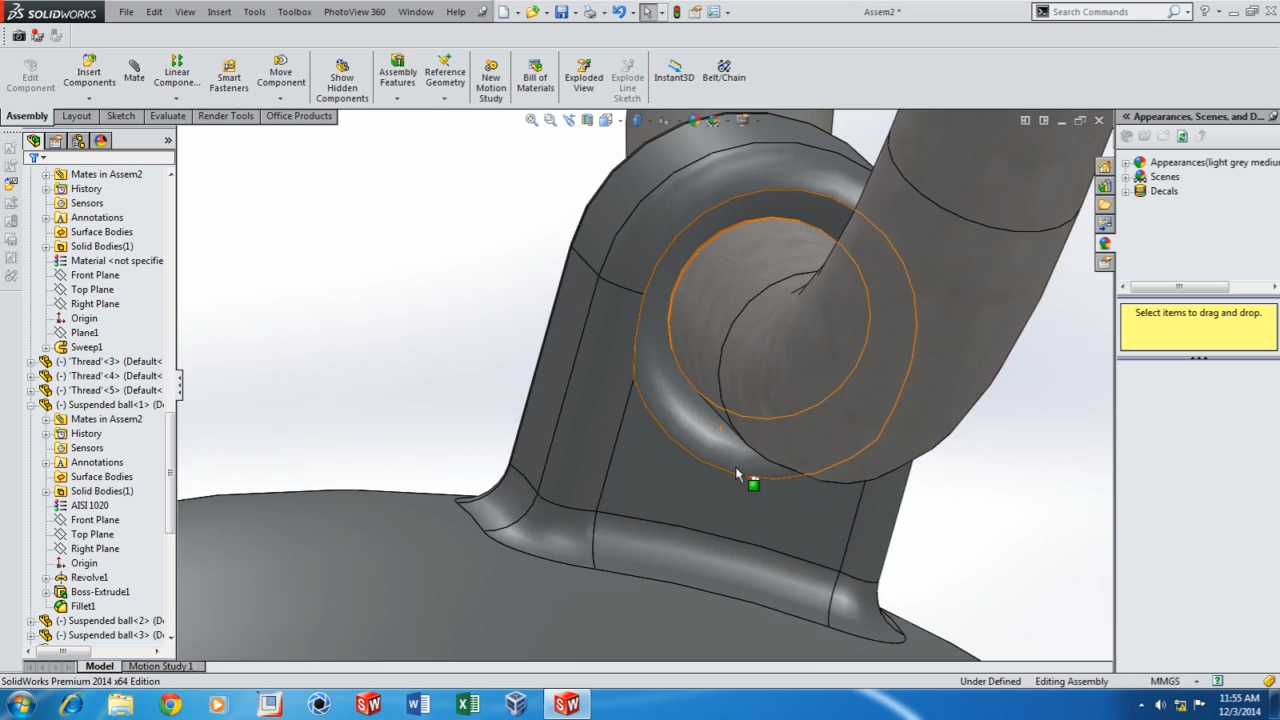 SOLIDWORKS File Edit View Insert Tools Toolbox PhotoView 360 Window Help Assem2 * Search Commands
Edit Component
Insert Components
Mate
Linear Compone...
Smart Fasteners
Move Component
Show Hidden Components
Assembly Features
Reference Geometry
New Motion Study
Bill of Materials
Exploded View
Explode Line Sketch
Instant3D
Belt/Chain
Assembly Layout Sketch Evaluate Render Tools Office Products
Appearances, Scenes, and D...
Appearances(light grey mediu
Scenes
Decals
Select items to drag and drop.
Mates in Assem2
History
Sensors
Annotations
Surface Bodies
Solid Bodies(1)
Material <not specifie
Front Plane
Top Plane
Right Plane
Origin
Plane1
Sweep1
(-) 'Thread'<3> (Default<
(-) 'Thread'<4> (Default<
(-) 'Thread'<5> (Default<
(-) Suspended ball<1> (D
Mates in Assem2
History
Sensors
Annotations
Surface Bodies
Solid Bodies(1)
AISI 1020
Front Plane
Top Plane
Right Plane
Origin
Revolve1
Boss-Extrude1
Fillet1
(-) Suspended ball<2> (D
(-) Suspended ball<3> (D
Model Motion Study 1
SolidWorks Premium 2014 x64 Edition Under Defined Editing Assembly MMGS
11:55 AM
12/3/2014